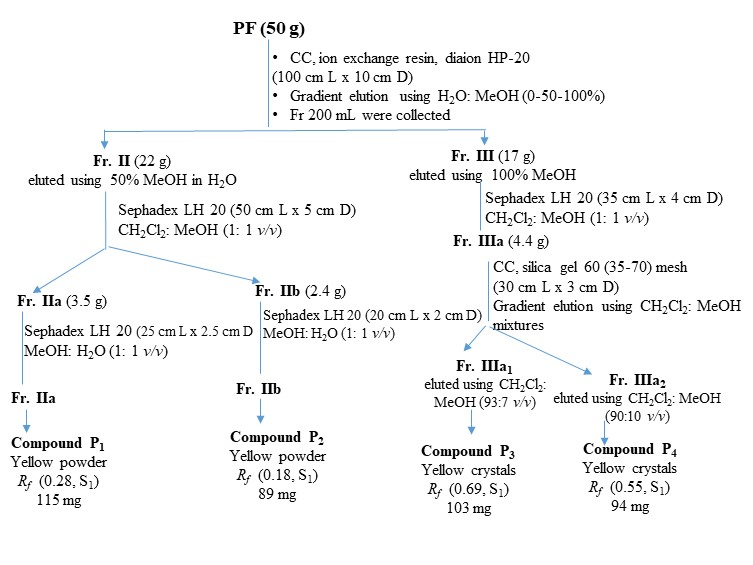 PF (50 g)
• CC, ion exchange resin, diaion HP-20
(100 cm L x 10 cm D)
• Gradient elution using H₂O: MeOH (0-50-100%)
• Fr 200 mL were collected
Fr. II (22 g)
eluted using 50% MeOH in H₂O
Fr. III (17 g)
eluted using 100% MeOH
Sephadex LH 20 (50 cm L x 5 cm D)
CH₂Cl₂: MeOH (1: 1 v/v)
Sephadex LH 20 (35 cm L x 4 cm D)
CH₂Cl₂: MeOH (1: 1 v/v)
Fr. IIIa (4.4 g)
CC, silica gel 60 (35-70) mesh
(30 cm L x 3 cm D)
Gradient elution using CH₂Cl₂: MeOH
mixtures
Fr. IIa (3.5 g)
Sephadex LH 20 (25 cm L x 2.5 cm D
MeOH: H₂O (1: 1 v/v)
Fr. IIb (2.4 g)
Sephadex LH 20 (20 cm L x 2 cm D)
MeOH: H₂O (1: 1 v/v)
Fr. IIa
Fr. IIb
Fr. IIIa₁
eluted using CH₂Cl₂:
MeOH (93:7 v/v)
Fr. IIIa₂
eluted using CH₂Cl₂: MeOH
(90:10 v/v)
Compound P₁
Yellow powder
Rf (0.28, S₁)
115 mg
Compound P₂
Yellow powder
Rf (0.18, S₁)
89 mg
Compound P₃
Yellow crystals
Rf (0.69, S₁)
103 mg
Compound P₄
Yellow crystals
Rf (0.55, S₁)
94 mg